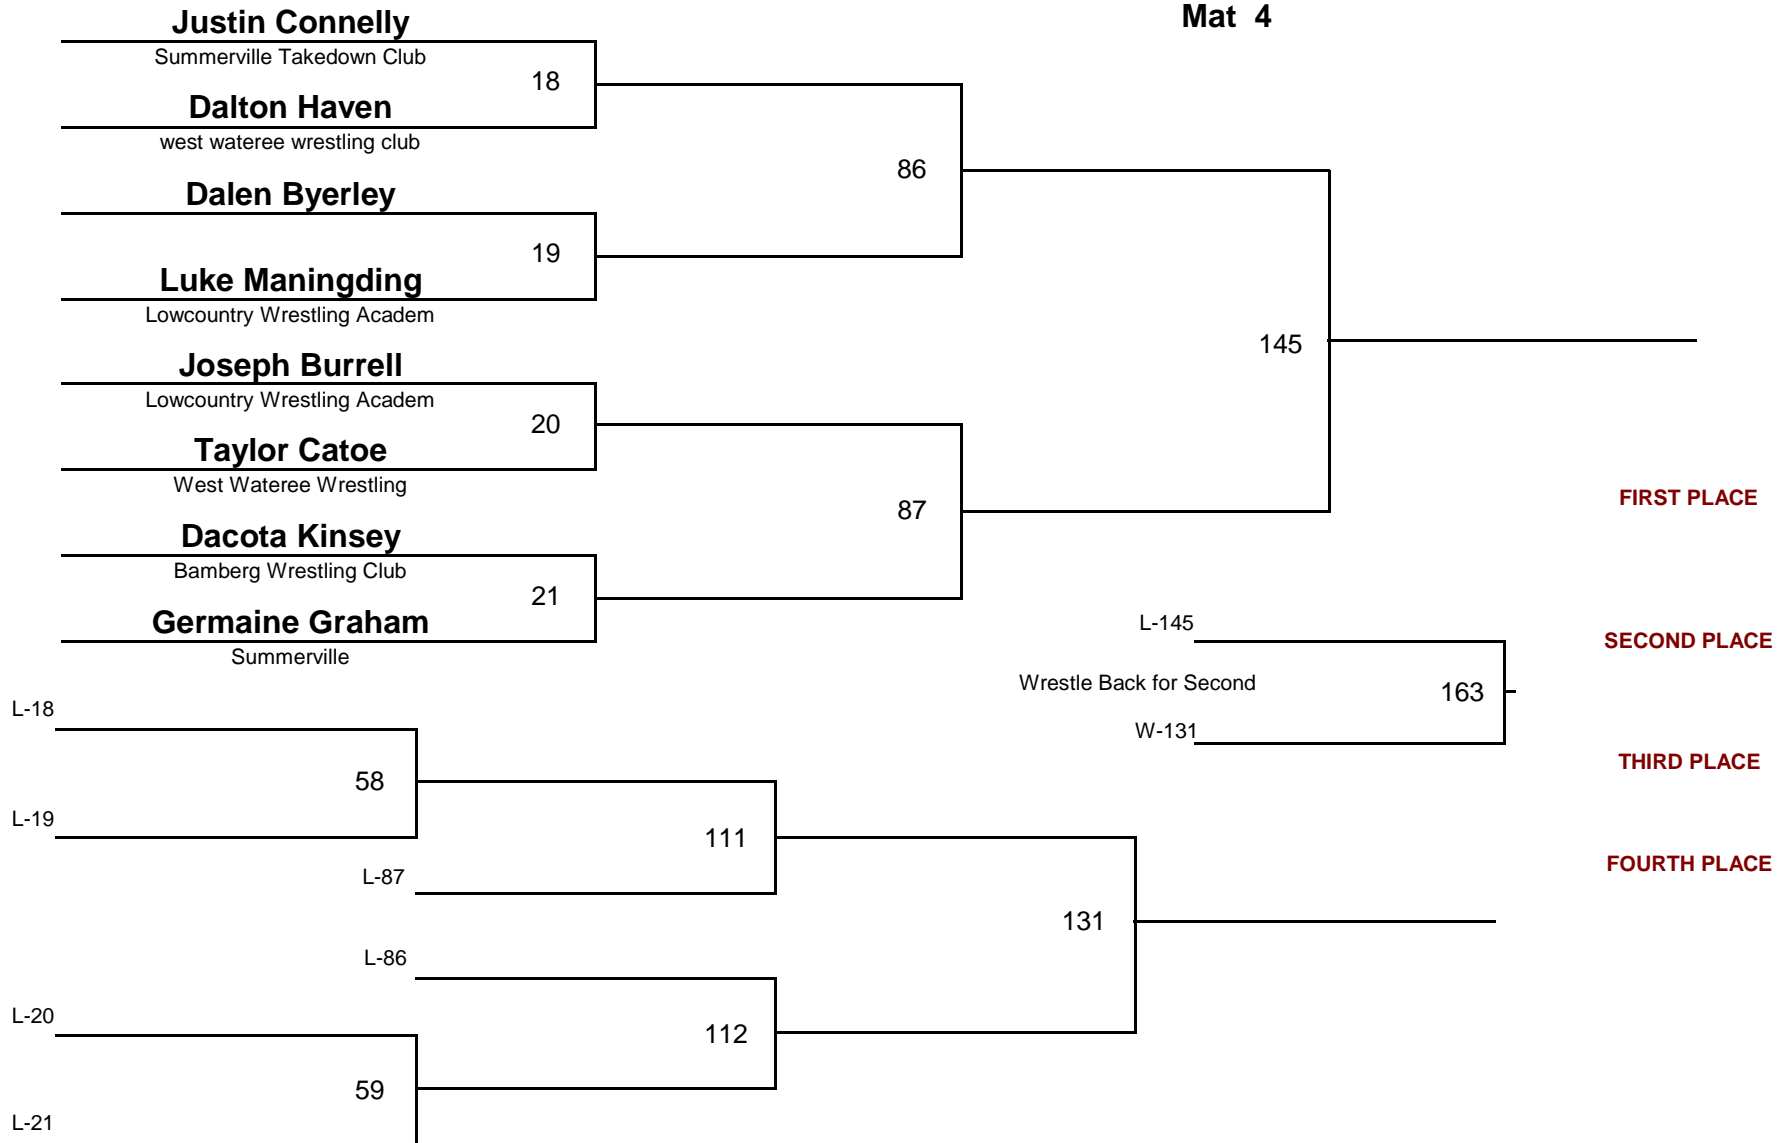 Mat 4
Justin Connelly
Summerville Takedown Club
18
Dalton Haven
west wateree wrestling club
86
Dalen Byerley
19
Luke Maningding
Lowcountry Wrestling Academ
145
Joseph Burrell
Lowcountry Wrestling Academ
20
Taylor Catoe
West Wateree Wrestling
87
FIRST PLACE
Dacota Kinsey
Bamberg Wrestling Club
21
Germaine Graham
Summerville
L-145
SECOND PLACE
Wrestle Back for Second
163
W-131
THIRD PLACE
FOURTH PLACE
L-18
58
L-19
111
L-87
131
L-86
L-20
112
59
L-21